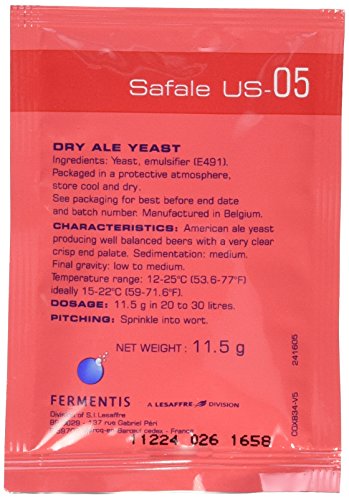 Safale US-05
DRY ALE YEAST
Ingredients: Yeast, emulsifier (E491).
Packaged in a protective atmosphere,
store cool and dry.
See packaging for best before end date
and batch number. Manufactured in Belgium.
CHARACTERISTICS: American ale yeast
producing well balanced beers with a very clear
crisp end palate. Sedimentation: medium.
Final gravity: low to medium.
Temperature range: 12-25°C (53.6-77°F)
ideally 15-22°C (59-71.6°F).
DOSAGE: 11.5 g in 20 to 30 litres.
PITCHING: Sprinkle into wort.
NET WEIGHT: 11.5 g
241605
CDX834-V5
FERMENTIS
A LESAFFRE DIVISION
Division of S.I.Lesaffre
137 rue Gabriel Péri
cedex - France
11224 026 1658